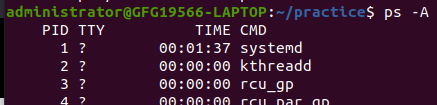 administrator@GFG19566-LAPTOP:~/practice$ ps -A
PID TTY TIME CMD
1 ? 00:01:37 systemd
2 ? 00:00:00 kthreadd
3 ? 00:00:00 rcu_gp
4 ? 00:00:00 rcu_par_gp